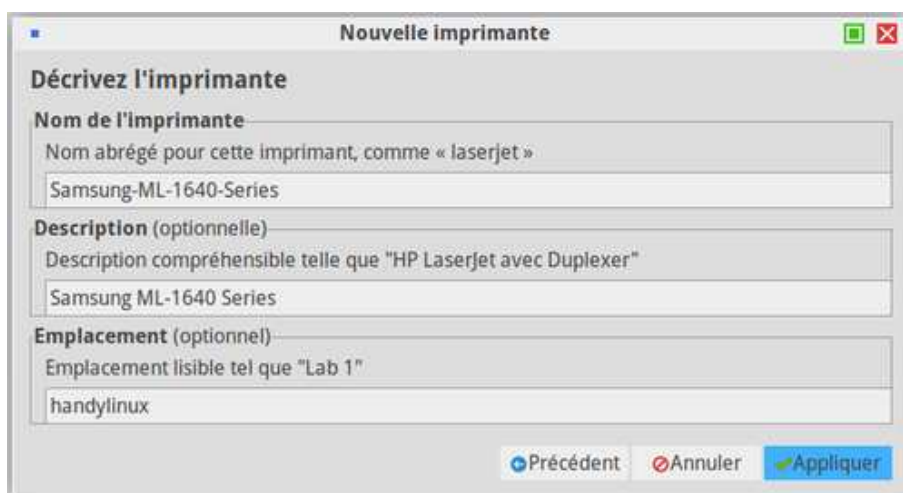 Nouvelle imprimante
Décrivez l'imprimante
Nom de l'imprimante
Nom abrégé pour cette imprimant, comme « laserjet »
Samsung-ML-1640-Series
Description (optionnelle)
Description compréhensible telle que "HP LaserJet avec Duplexer"
Samsung ML-1640 Series
Emplacement (optionnel)
Emplacement lisible tel que "Lab 1"
handylinux
Précédent Annuler Appliquer